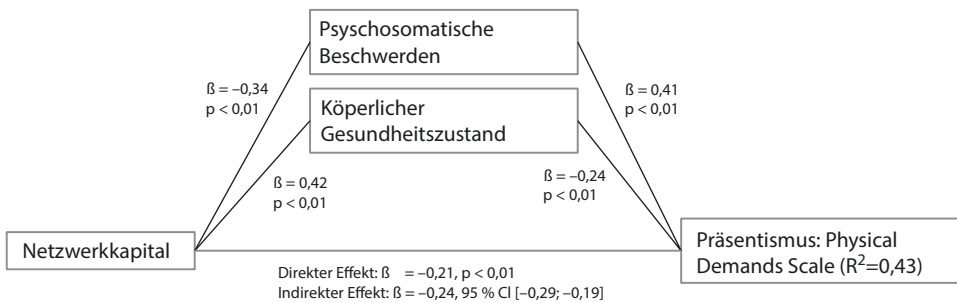 Psyschosomatische
Beschwerden
ß = –0,34
p < 0,01
ß = 0,41
p < 0,01
Köperlicher
Gesundheitszustand
ß = 0,42
p < 0,01
ß = –0,24
p < 0,01
Netzwerkkapital
Präsentismus: Physical
Demands Scale (R²=0,43)
Direkter Effekt: ß = –0,21, p < 0,01
Indirekter Effekt: ß = –0,24, 95 % Cl [–0,29; –0,19]